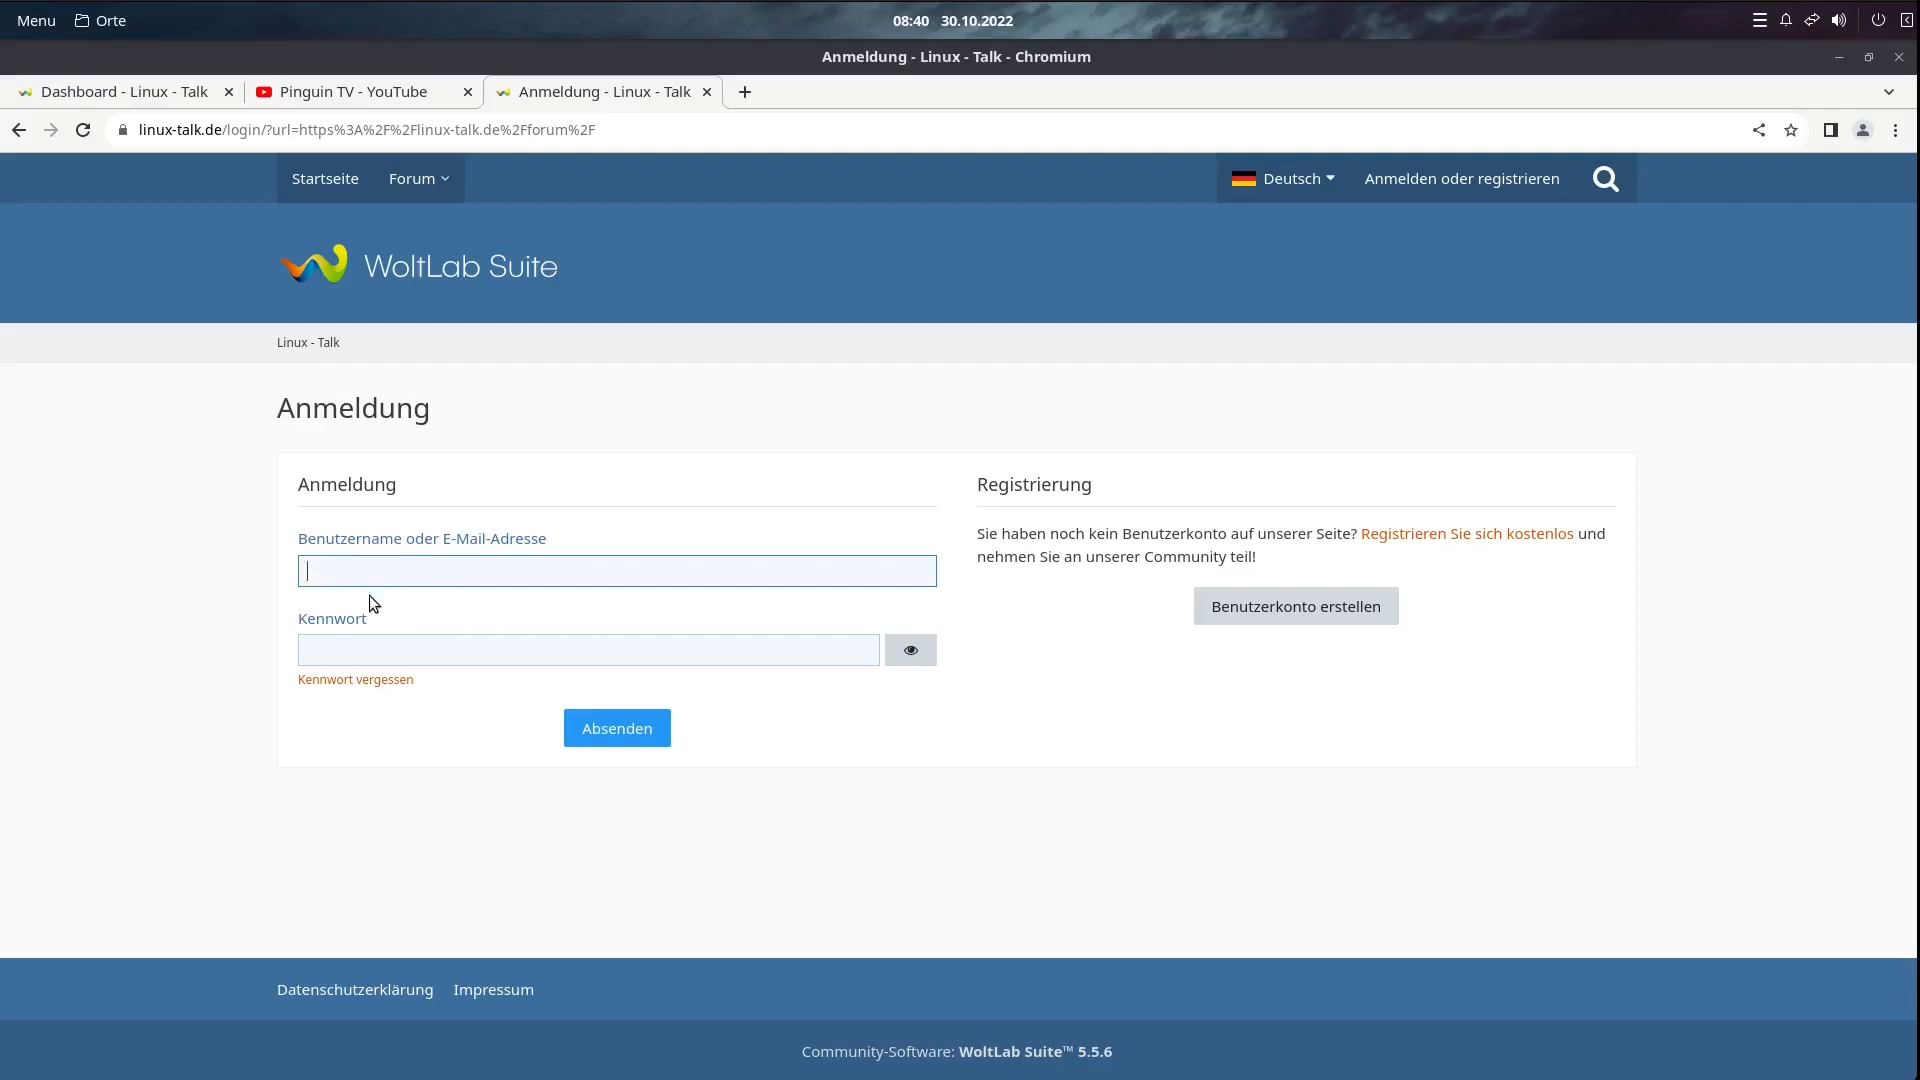 Menu Orte 08:40 30.10.2022
Anmeldung - Linux - Talk - Chromium
Dashboard - Linux - Talk Pinguin TV - YouTube Anmeldung - Linux - Talk
linux-talk.de/login/?url=https%3A%2F%2Flinux-talk.de%2Fforum%2F
Startseite Forum Deutsch Anmelden oder registrieren
WoltLab Suite
Linux - Talk
Anmeldung
Anmeldung
Benutzername oder E-Mail-Adresse
Kennwort
Kennwort vergessen
Absenden
Registrierung
Sie haben noch kein Benutzerkonto auf unserer Seite? Registrieren Sie sich kostenlos und
nehmen Sie an unserer Community teil!
Benutzerkonto erstellen
Datenschutzerklärung Impressum
Community-Software: WoltLab Suite™ 5.5.6